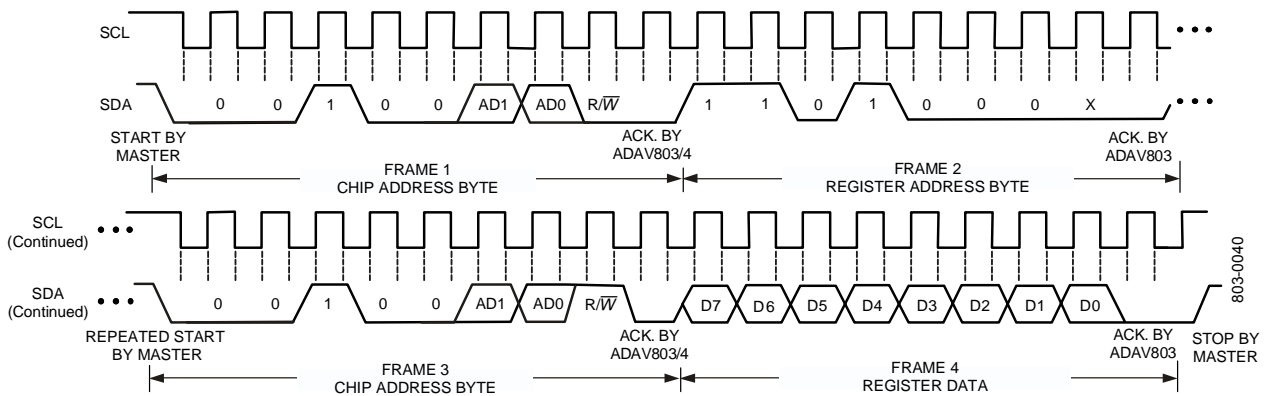 SCL
SDA 0 0 1 0 0 AD1 AD0 R/W 1 1 0 1 0 0 0 X
START BY
MASTER
ACK. BY
ADAV803/4
ACK. BY
ADAV803
FRAME 1
CHIP ADDRESS BYTE
FRAME 2
REGISTER ADDRESS BYTE
SCL
(Continued)
SDA
(Continued)
0 0 1 0 0 AD1 AD0 R/W D7 D6 D5 D4 D3 D2 D1 D0
REPEATED START
BY MASTER
ACK. BY
ADAV803/4
ACK. BY
ADAV803
STOP BY
MASTER
FRAME 3
CHIP ADDRESS BYTE
FRAME 4
REGISTER DATA
803-0040